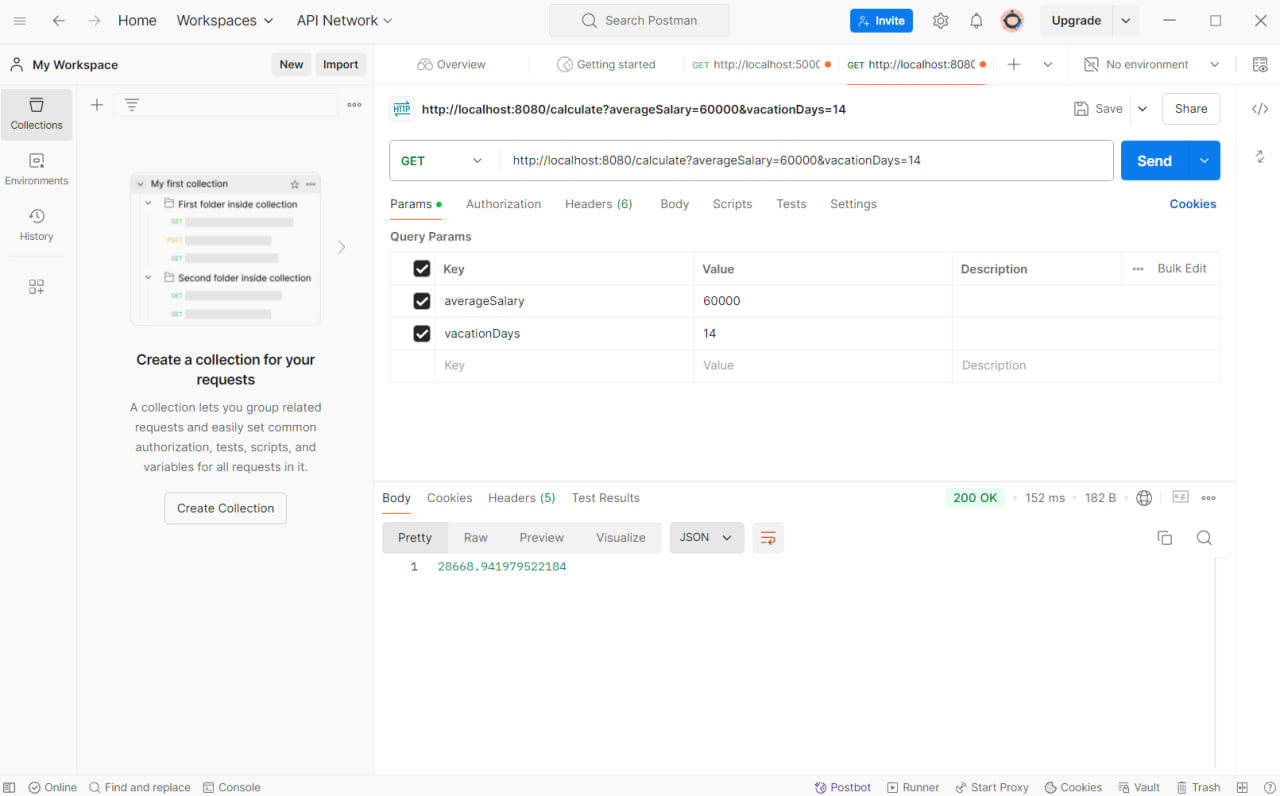 Home Workspaces API Network Search Postman Invite Upgrade
My Workspace New Import Overview Getting started GET http://localhost:5000 GET http://localhost:8080 No environment
Collections
Environments
History
My first collection
First folder inside collection
GET
POST
GET
Second folder inside collection
GET
GET
Create a collection for your
requests
A collection lets you group related
requests and easily set common
authorization, tests, scripts, and
variables for all requests in it.
Create Collection
HTTP http://localhost:8080/calculate?averageSalary=60000&vacationDays=14 Save Share
GET http://localhost:8080/calculate?averageSalary=60000&vacationDays=14 Send
Params Authorization Headers (6) Body Scripts Tests Settings Cookies
Query Params
Key Value Description Bulk Edit
averageSalary 60000
vacationDays 14
Key Value Description
Body Cookies Headers (5) Test Results 200 OK 152 ms 182 B e.g.
Pretty Raw Preview Visualize JSON
1 28668.941979522184
Online Find and replace Console Postbot Runner Start Proxy Cookies Vault Trash